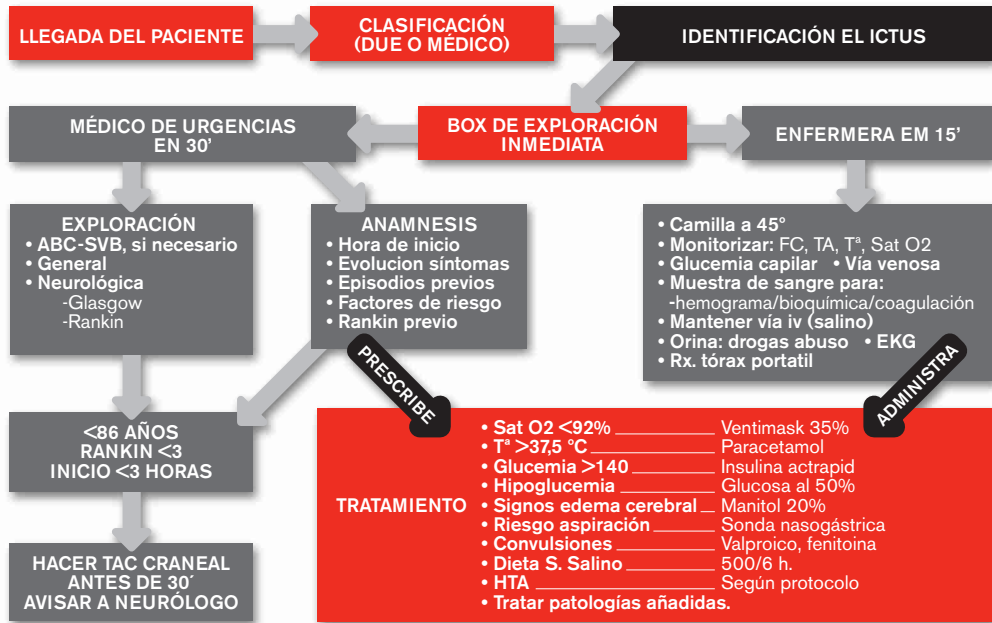 LLEGADA DEL PACIENTE
CLASIFICACIÓN
(DUE O MÉDICO)
IDENTIFICACIÓN EL ICTUS
MÉDICO DE URGENCIAS
EN 30'
BOX DE EXPLORACIÓN
INMEDIATA
ENFERMERA EM 15'
EXPLORACIÓN
• ABC-SVB, si necesario
• General
• Neurológica
-Glasgow
-Rankin
ANAMNESIS
• Hora de inicio
• Evolucion síntomas
• Episodios previos
• Factores de riesgo
• Rankin previo
• Camilla a 45°
• Monitorizar: FC, TA, Tª, Sat O2
• Glucemia capilar • Vía venosa
• Muestra de sangre para:
-hemograma/bioquímica/coagulación
• Mantener vía iv (salino)
• Orina: drogas abuso • EKG
• Rx. tórax portatil
PRESCRIBE
ADMINISTRA
<86 AÑOS
RANKIN <3
INICIO <3 HORAS
HACER TAC CRANEAL
ANTES DE 30´
AVISAR A NEURÓLOGO
TRATAMIENTO
• Sat O2 <92% Ventimask 35%
• Tª >37,5 °C Paracetamol
• Glucemia >140 Insulina actrapid
• Hipoglucemia Glucosa al 50%
• Signos edema cerebral Manitol 20%
• Riesgo aspiración Sonda nasogástrica
• Convulsiones Valproico, fenitoina
• Dieta S. Salino 500/6 h.
• HTA Según protocolo
• Tratar patologías añadidas.